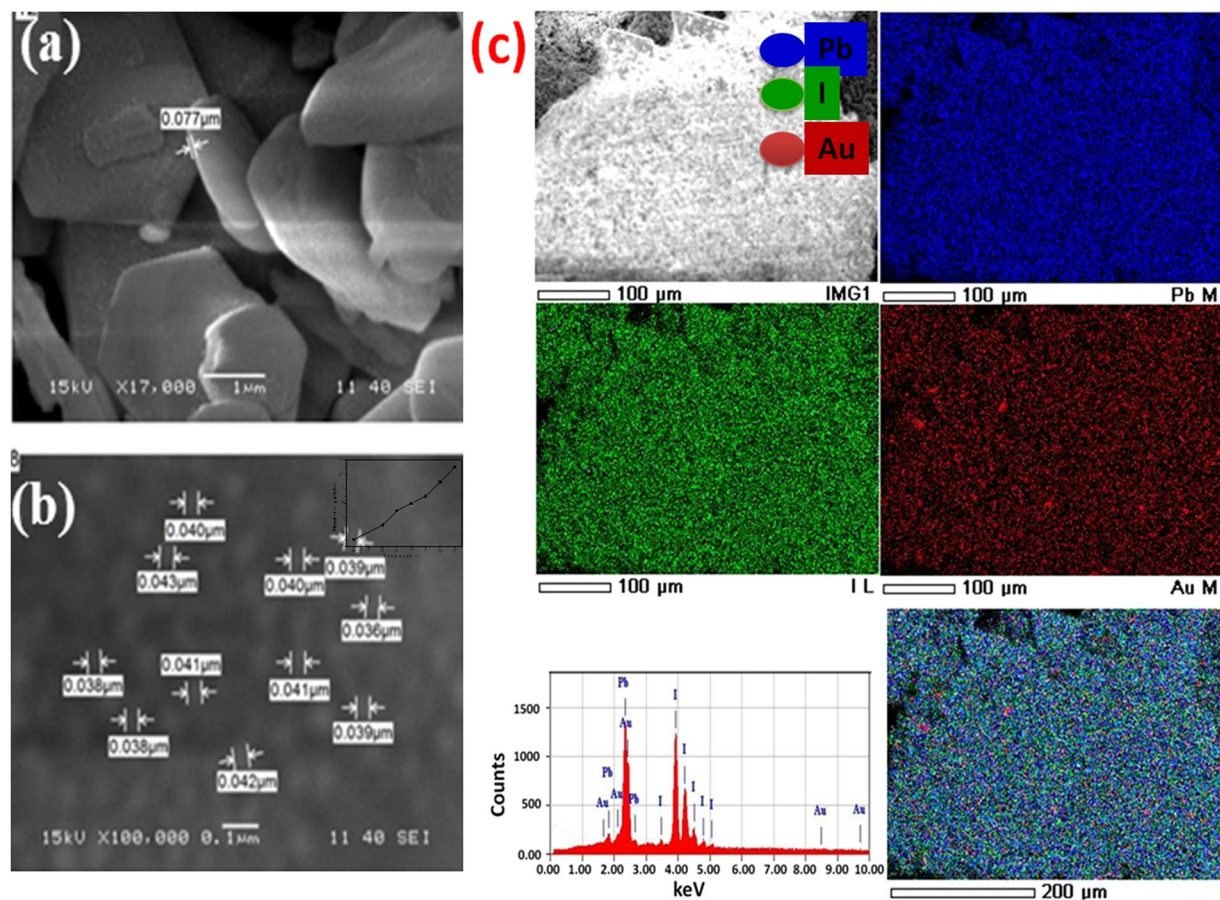 (a)
0.077µm
15kV X17,000 1µm 11 40 SEI
(b)
0.040µm
0.043µm
0.040µm
0.039µm
0.036µm
0.041µm
0.038µm
0.041µm
0.038µm
0.039µm
0.042µm
15kV X100,000 0.1µm 11 40 SEI
(c)
Pb
I
Au
100 µm IMG1
100 µm Pb M
100 µm I L
100 µm Au M
Counts
1500
1000
500
0.00
Pb
Au
Pb
Au
Au
Pb
I
I
I
I
I
I
Au
Au
0.00 1.00 2.00 3.00 4.00 5.00 6.00 7.00 8.00 9.00 10.00
keV
200 µm